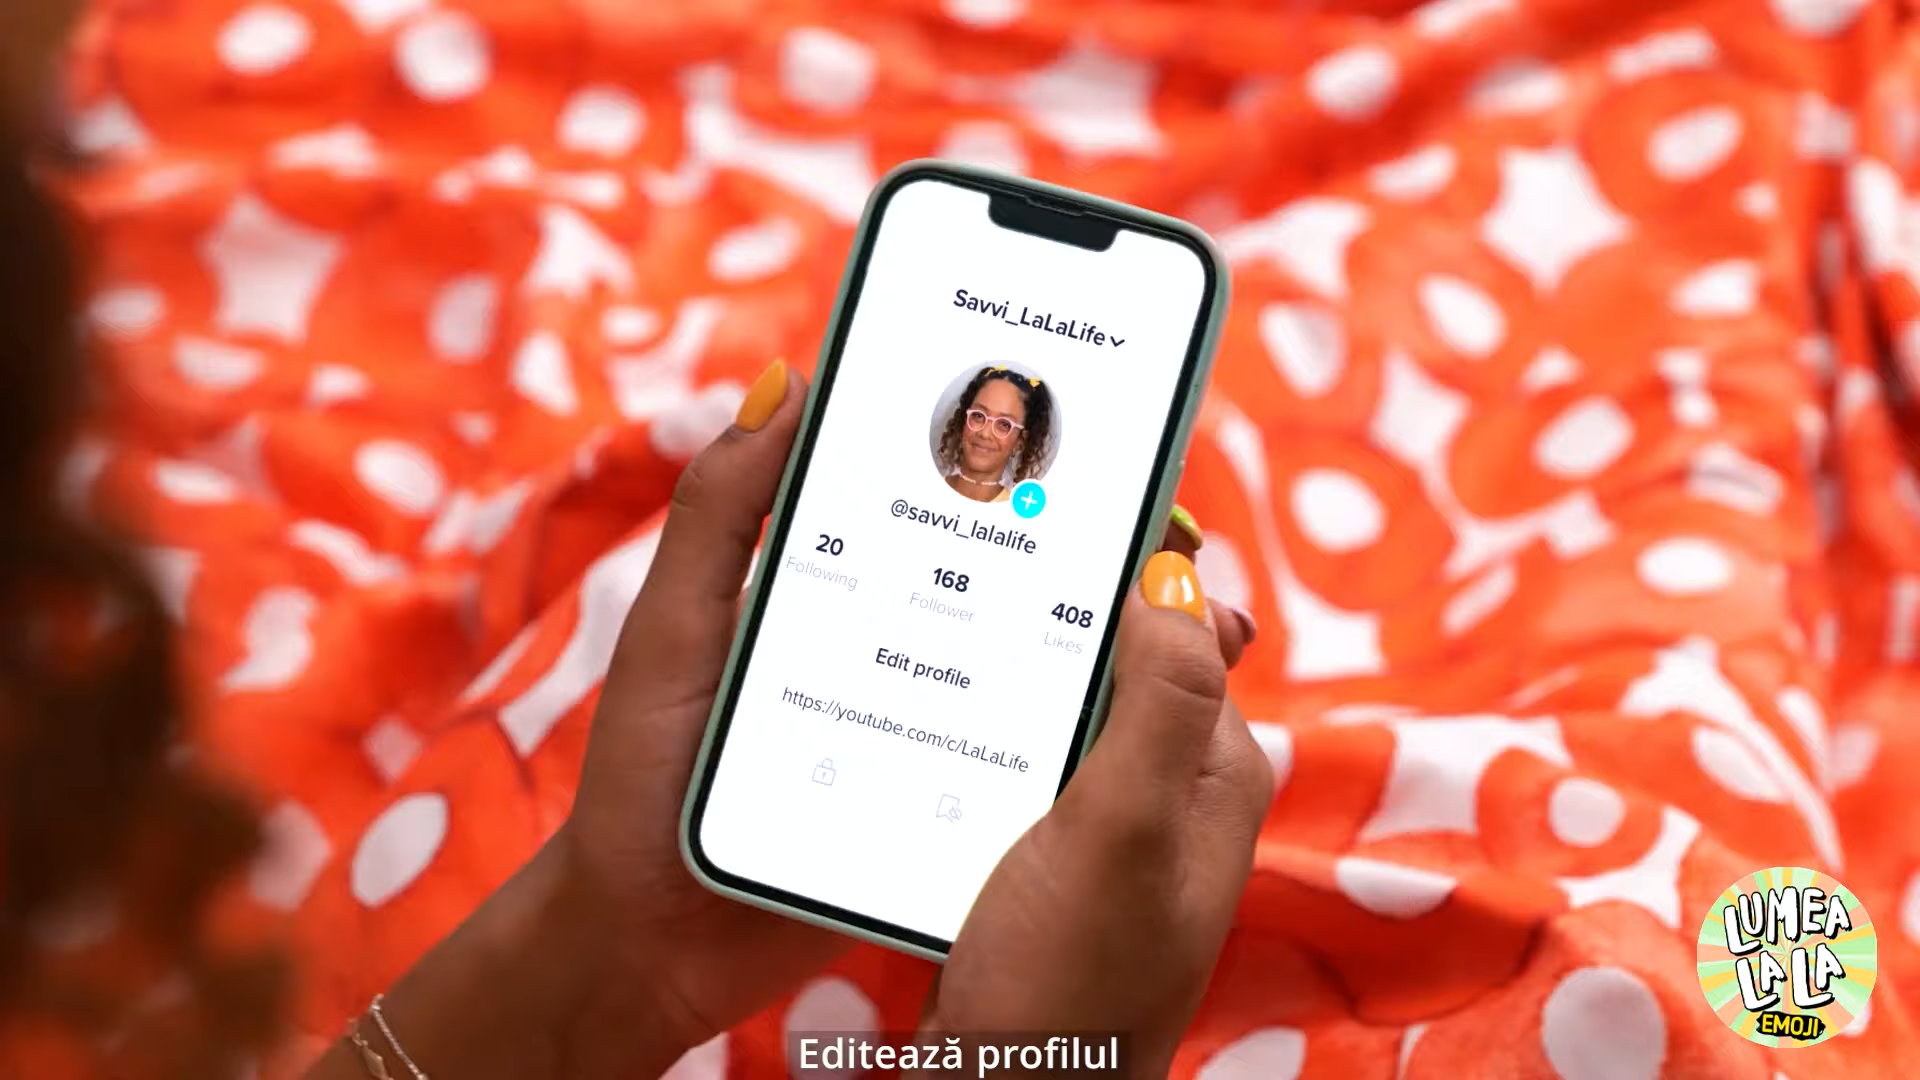 Savvi_LaLaLife
@savvi_lalalife
20
Following
168
Follower
408
Likes
Edit profile
https://youtube.com/c/LaLaLife
LUMEA
LA LA
EMOJI
Editează profilul